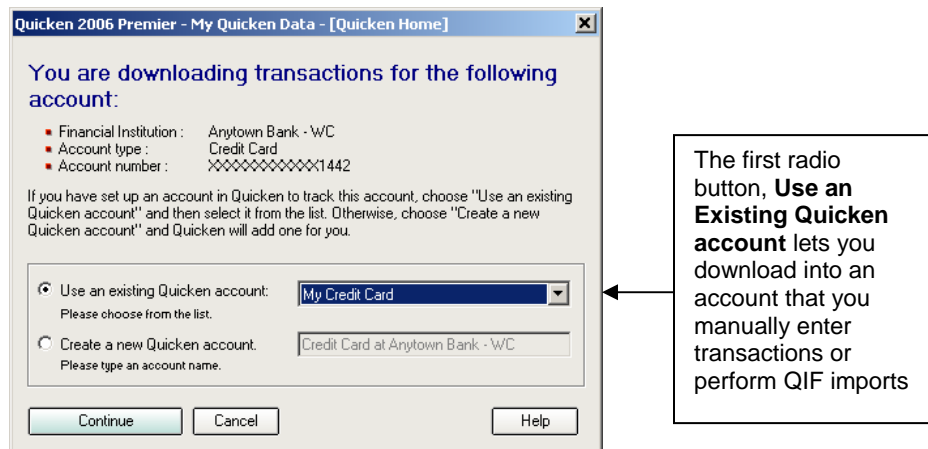 Quicken 2006 Premier - My Quicken Data - [Quicken Home]
You are downloading transactions for the following
account:
Financial Institution : Anytown Bank - WC
Account type : Credit Card
Account number : XXXXXXXXXXXX1442
If you have set up an account in Quicken to track this account, choose "Use an existing
Quicken account" and then select it from the list. Otherwise, choose "Create a new
Quicken account" and Quicken will add one for you.
Use an existing Quicken account: My Credit Card
Please choose from the list.
Create a new Quicken account. Credit Card at Anytown Bank - WC
Please type an account name.
Continue Cancel Help
The first radio
button, Use an
Existing Quicken
account lets you
download into an
account that you
manually enter
transactions or
perform QIF imports